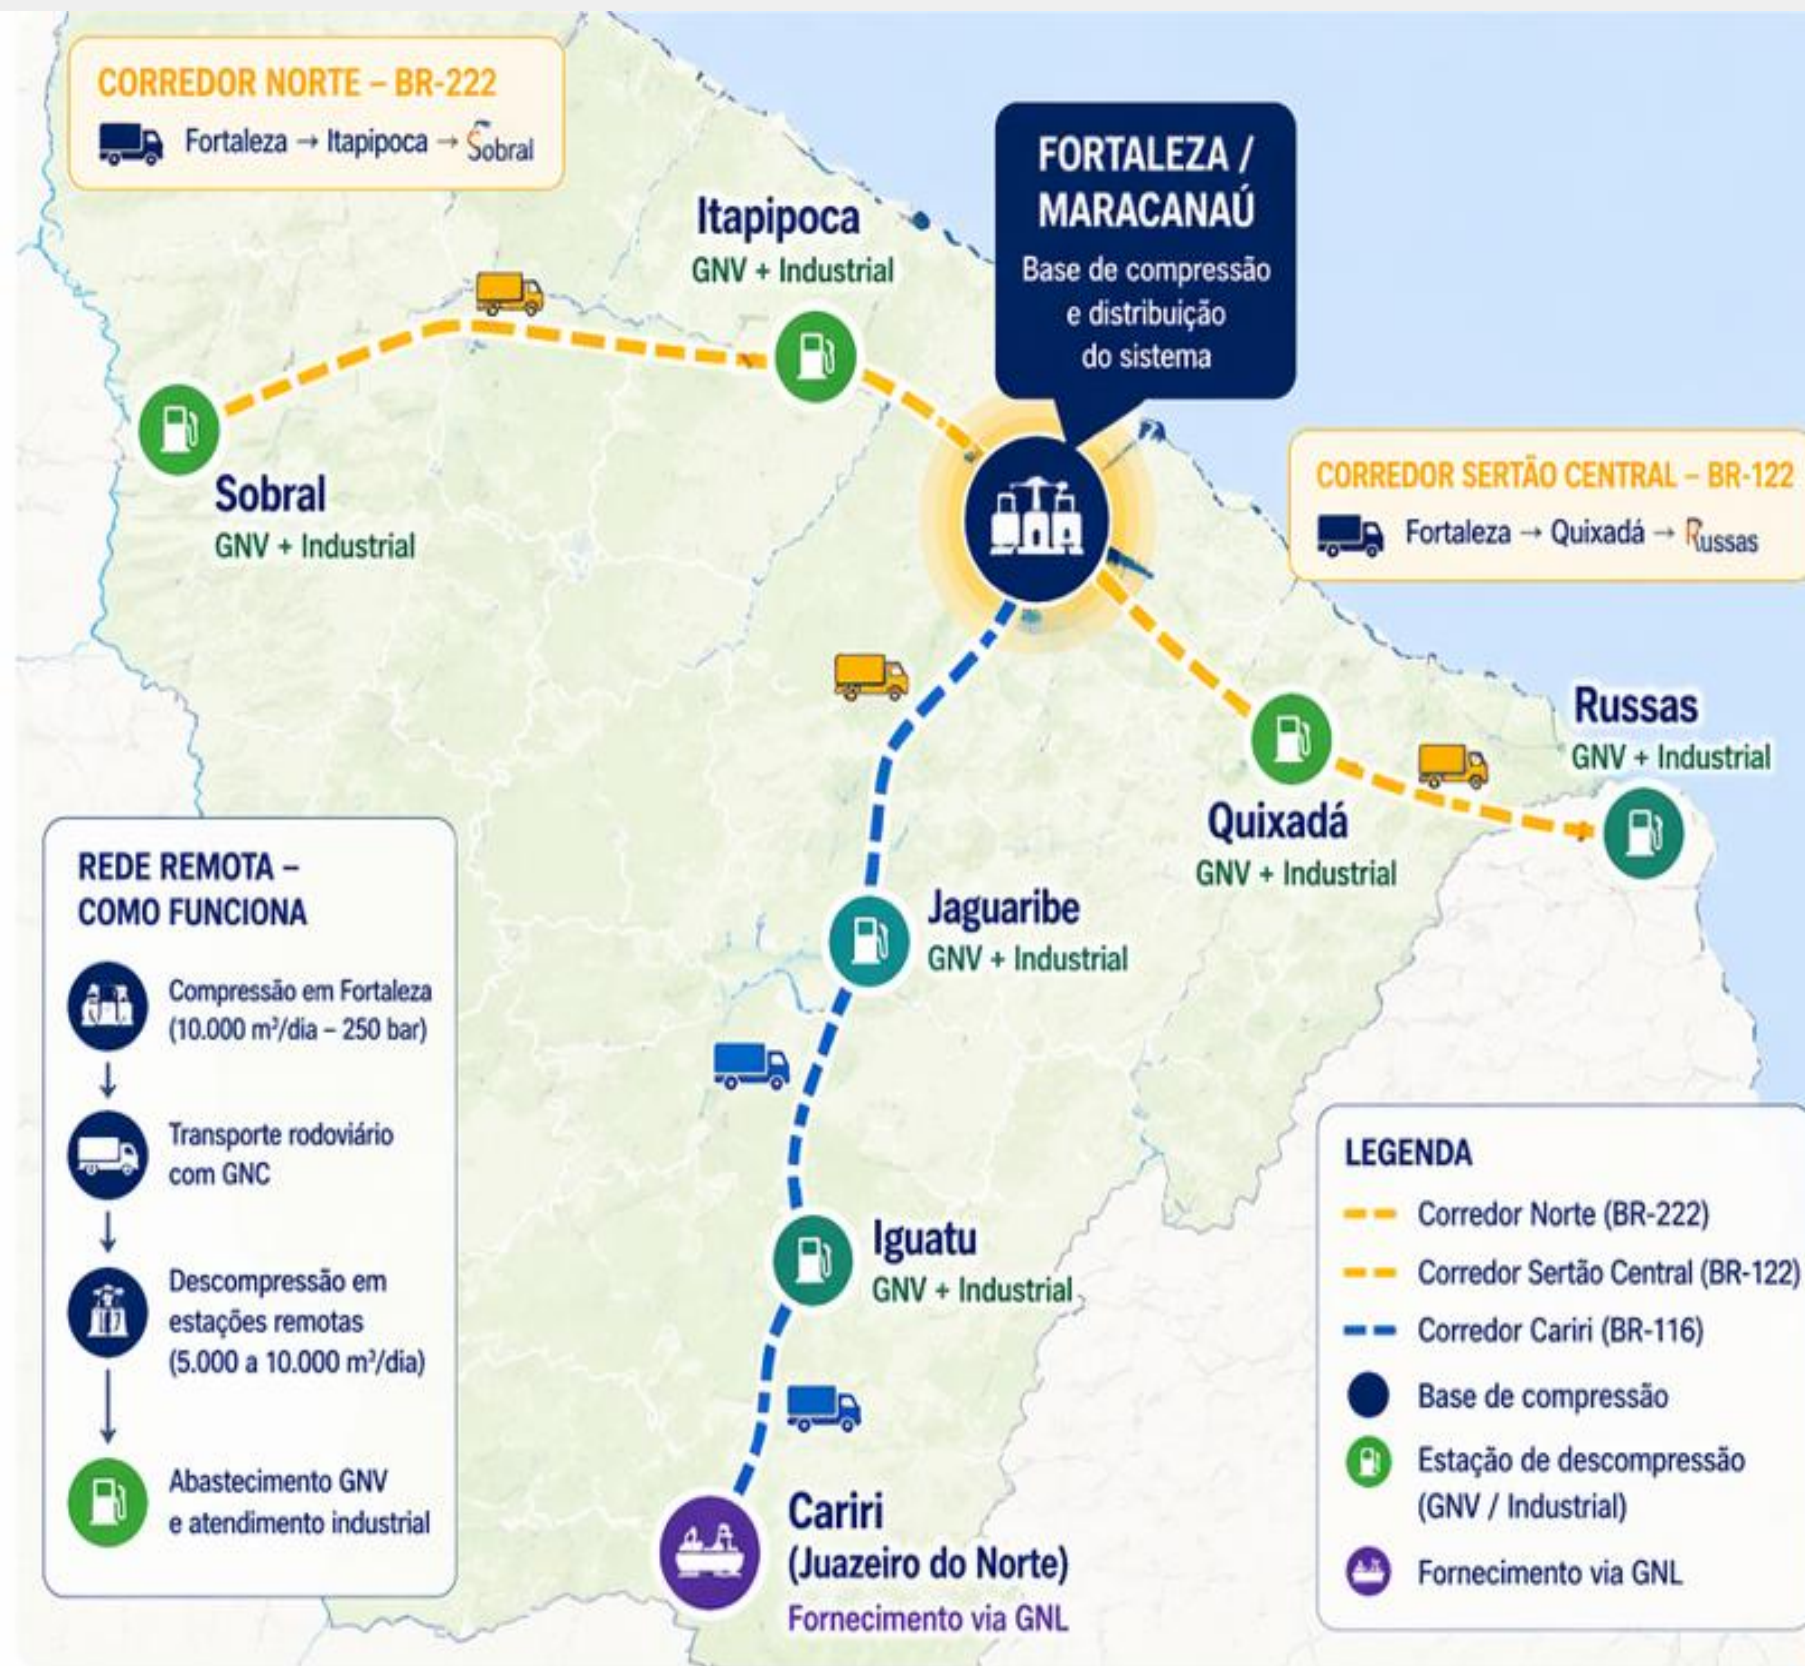 CORREDOR NORTE – BR-222
Fortaleza → Itapipoca → Sobral
FORTALEZA /
MARACANAÚ
Base de compressão
e distribuição
do sistema
Itapipoca
GNV + Industrial
Sobral
GNV + Industrial
CORREDOR SERTÃO CENTRAL – BR-122
Fortaleza → Quixadá → Russas
Russas
GNV + Industrial
Quixadá
GNV + Industrial
Jaguaribe
GNV + Industrial
Iguatu
GNV + Industrial
Cariri
(Juazeiro do Norte)
Fornecimento via GNL
REDE REMOTA –
COMO FUNCIONA
Compressão em Fortaleza
(10.000 m³/dia – 250 bar)
Transporte rodoviário
com GNC
Descompressão em
estações remotas
(5.000 a 10.000 m³/dia)
Abastecimento GNV
e atendimento industrial
LEGENDA
Corredor Norte (BR-222)
Corredor Sertão Central (BR-122)
Corredor Cariri (BR-116)
Base de compressão
Estação de descompressão
(GNV / Industrial)
Fornecimento via GNL